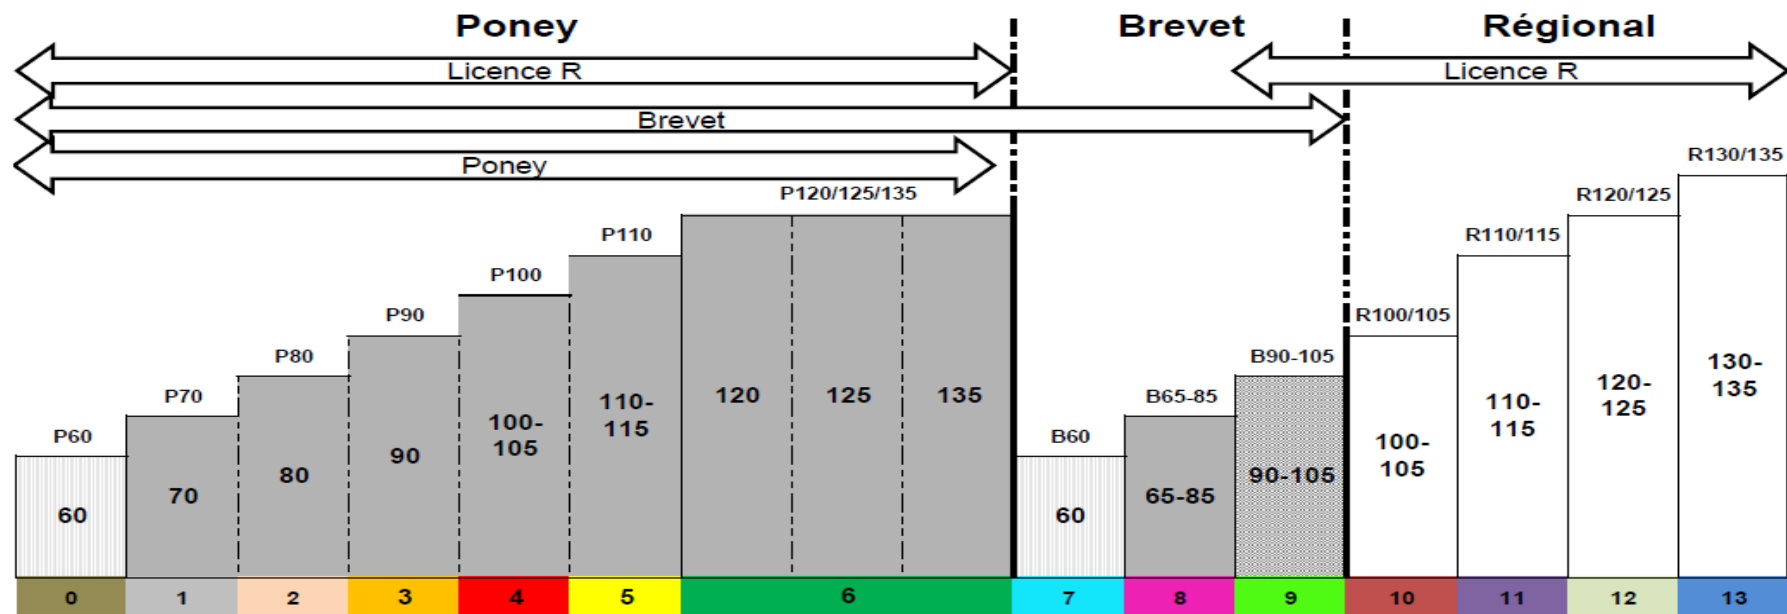 Poney
Brevet
Régional
Licence R
Licence R
Brevet
Poney
P60
P70
P80
P90
P100
P110
P120/125/135
B60
B65-85
B90-105
R100/105
R110/115
R120/125
R130/135
60
70
80
90
100-
105
110-
115
120
125
135
60
65-85
90-105
100-
105
110-
115
120-
125
130-
135
0
1
2
3
4
5
6
7
8
9
10
11
12
13